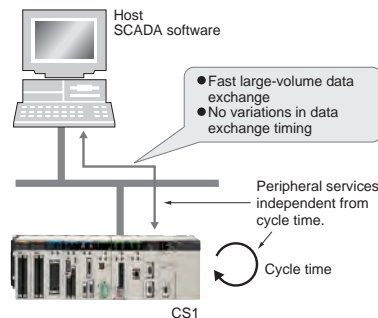 Host
SCADA software
●Fast large-volume data
exchange
●No variations in data
exchange timing
Peripheral services
independent from
cycle time.
Cycle time
CS1